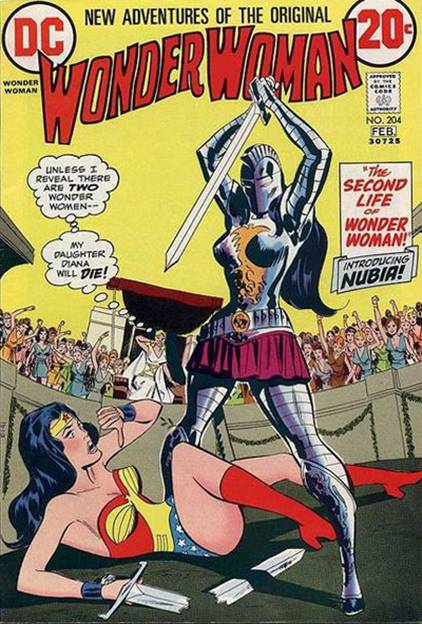 DC
NEW ADVENTURES OF THE ORIGINAL
20¢
WONDER WOMAN
WONDER
WOMAN
APPROVED
BY THE
COMICS
CODE
AUTHORITY
NO. 204
FEB.
30725
UNLESS I
REVEAL THERE
ARE TWO
WONDER
WOMEN--
MY
DAUGHTER
DIANA
WILL DIE!
"The
SECOND
LIFE
OF
WONDER
WOMAN!"
INTRODUCING
NUBIA!